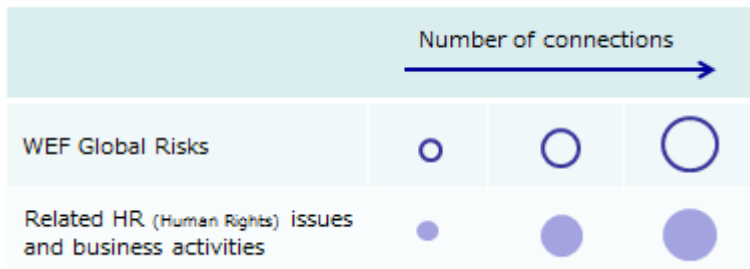 Number of connections
WEF Global Risks
Related HR (Human Rights) issues
and business activities